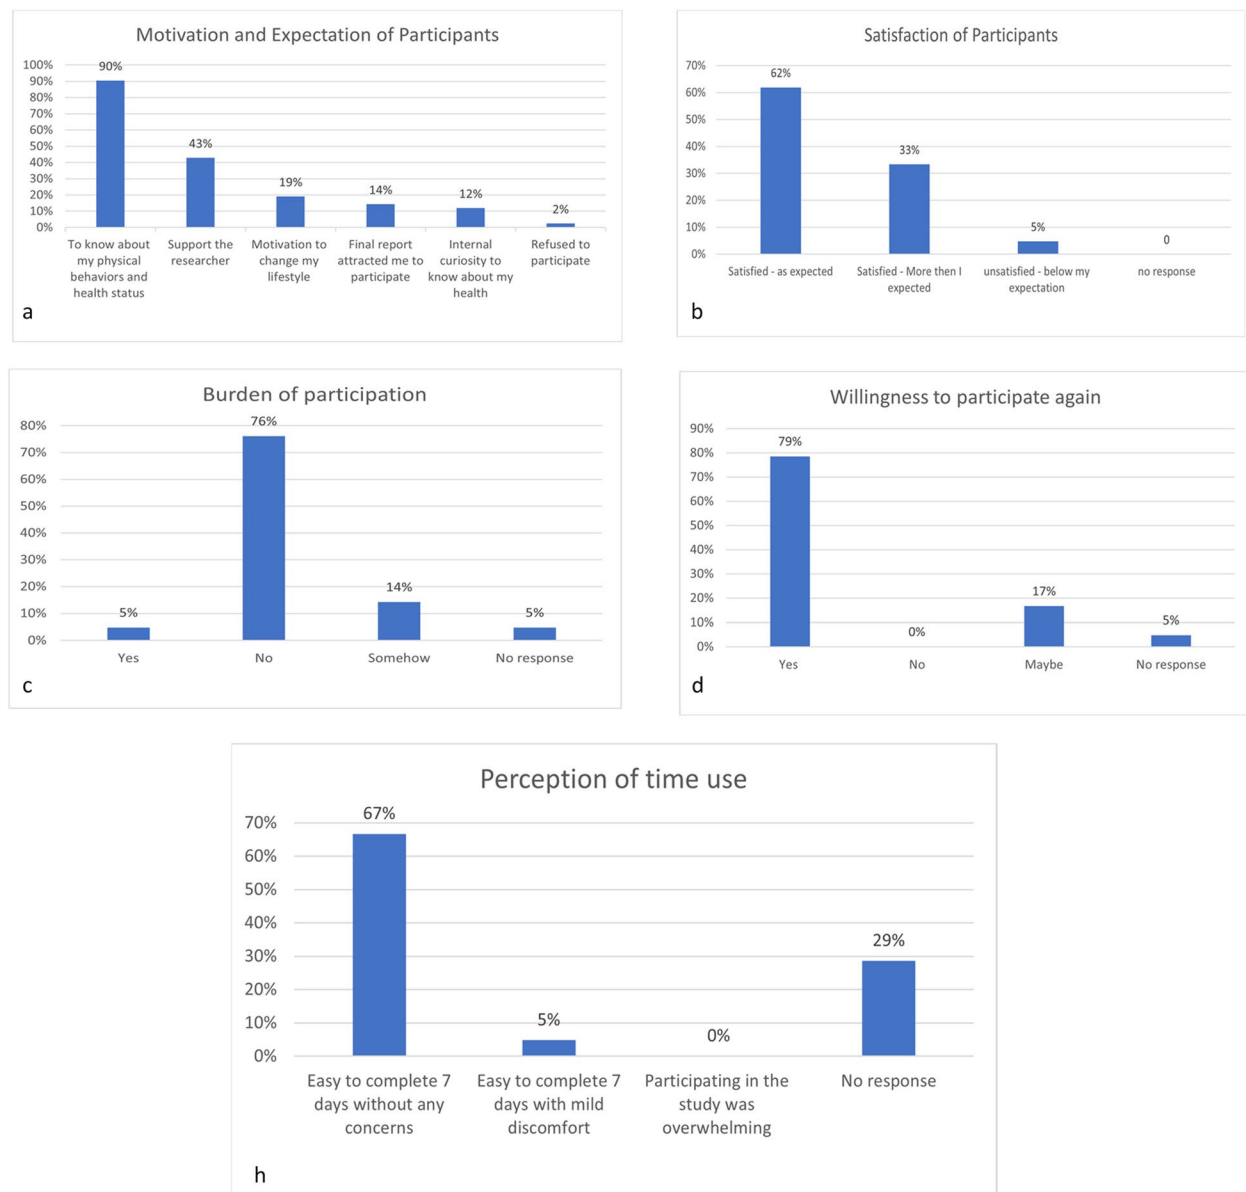 Motivation and Expectation of Participants
100%
90%
80%
70%
60%
50%
40%
30%
20%
10%
0%
90%
43%
19%
14%
12%
2%
To know about
my physical
behaviors and
health status
Support the
researcher
Motivation to
change my
lifestyle
Final report
attracted me to
participate
Internal
curiosity to
know about my
health
Refused to
participate
a
Satisfaction of Participants
70%
60%
50%
40%
30%
20%
10%
0%
62%
33%
5%
0
Satisfied - as expected
Satisfied - More then I
expected
unsatisfied - below my
expectation
no response
b
Burden of participation
80%
70%
60%
50%
40%
30%
20%
10%
0%
5%
76%
14%
5%
Yes
No
Somehow
No response
c
Willingness to participate again
90%
80%
70%
60%
50%
40%
30%
20%
10%
0%
79%
0%
17%
5%
Yes
No
Maybe
No response
d
Perception of time use
70%
60%
50%
40%
30%
20%
10%
0%
67%
5%
0%
29%
Easy to complete 7
days without any
concerns
Easy to complete 7
days with mild
discomfort
Participating in the
study was
overwhelming
No response
h